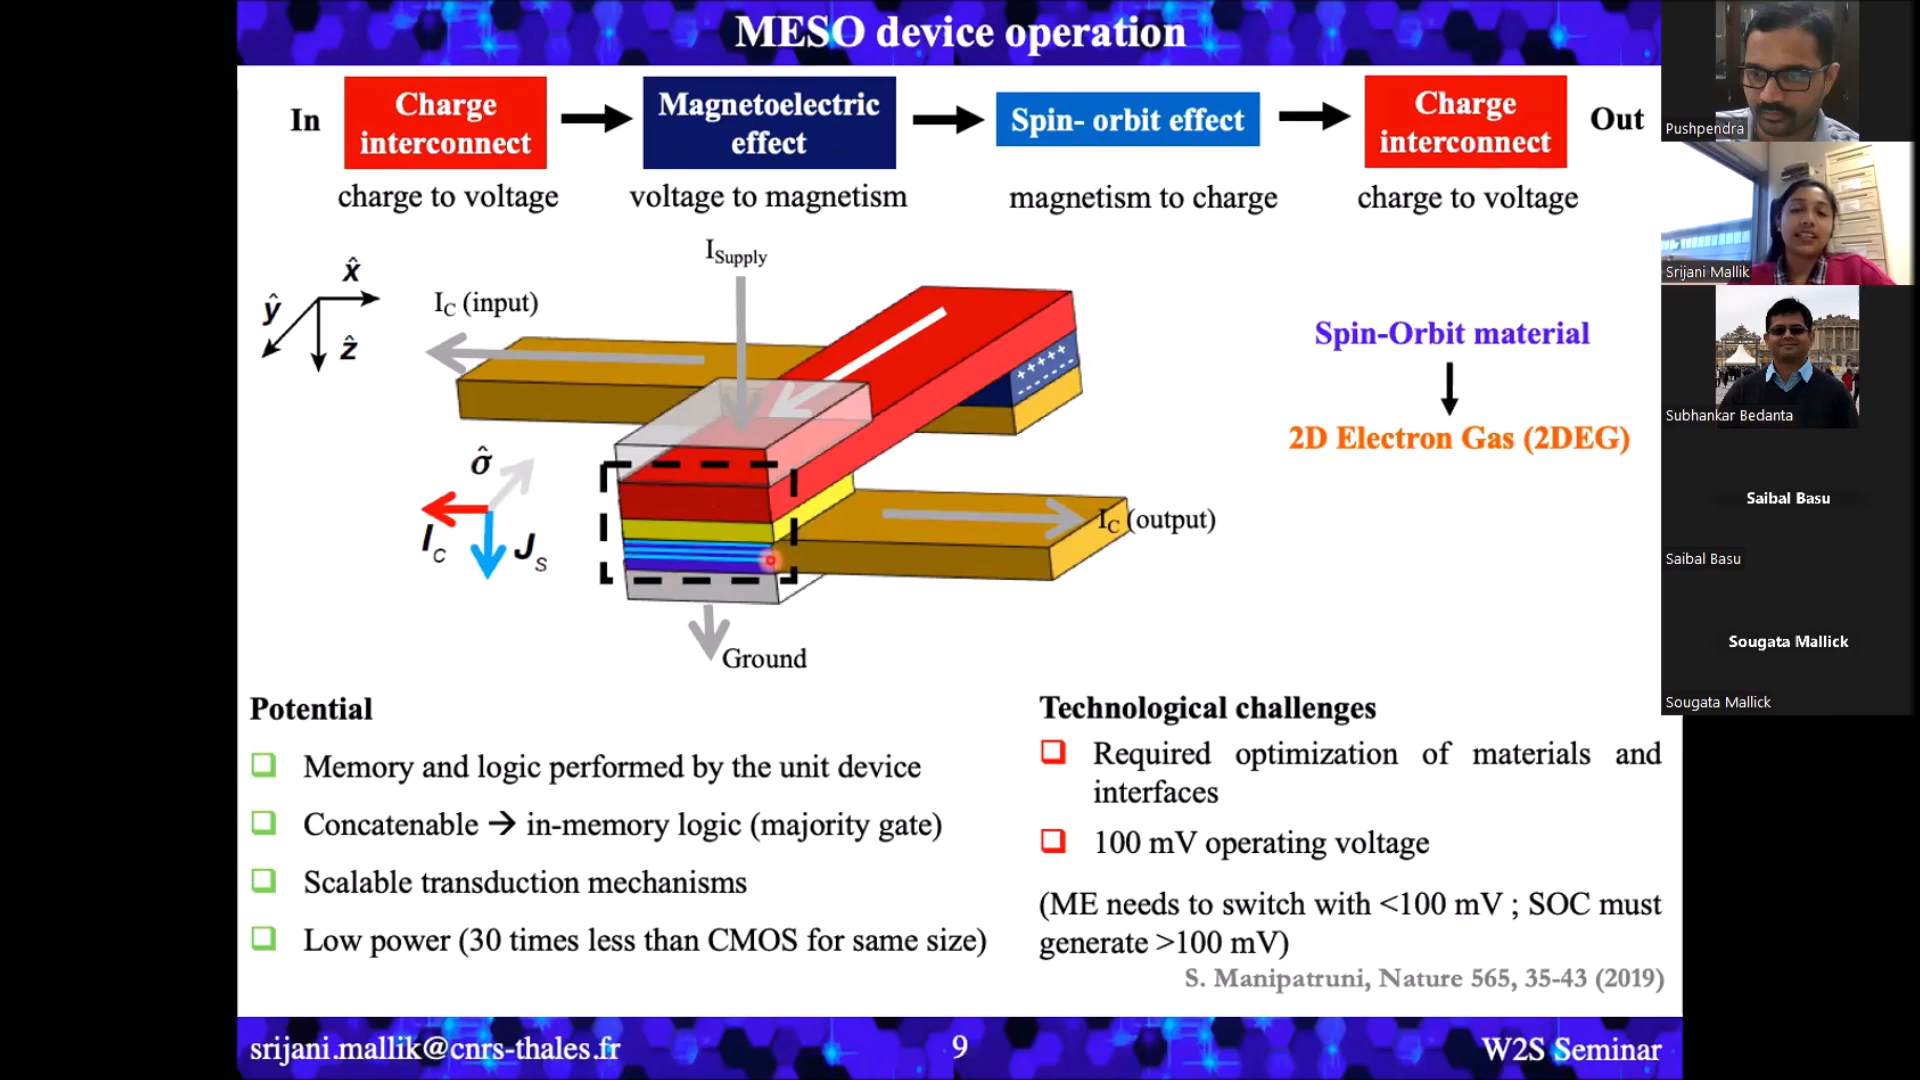 MESO device operation
In
Charge
interconnect
Magnetoelectric
effect
Spin- orbit effect
Charge
interconnect
Out
charge to voltage
voltage to magnetism
magnetism to charge
charge to voltage
I Supply
x̂
ŷ
ẑ
IC (input)
Spin-Orbit material
2D Electron Gas (2DEG)
+ + + + +
- - - - -
σ̂
IC
JS
IC (output)
Ground
Potential
Memory and logic performed by the unit device
Concatenable → in-memory logic (majority gate)
Scalable transduction mechanisms
Low power (30 times less than CMOS for same size)
Technological challenges
Required optimization of materials and
interfaces
100 mV operating voltage
(ME needs to switch with <100 mV ; SOC must
generate >100 mV)
S. Manipatruni, Nature 565, 35-43 (2019)
srijani.mallik@cnrs-thales.fr
9
W2S Seminar
Pushpendra
Srijani Mallik
Subhankar Bedanta
Saibal Basu
Saibal Basu
Sougata Mallick
Sougata Mallick